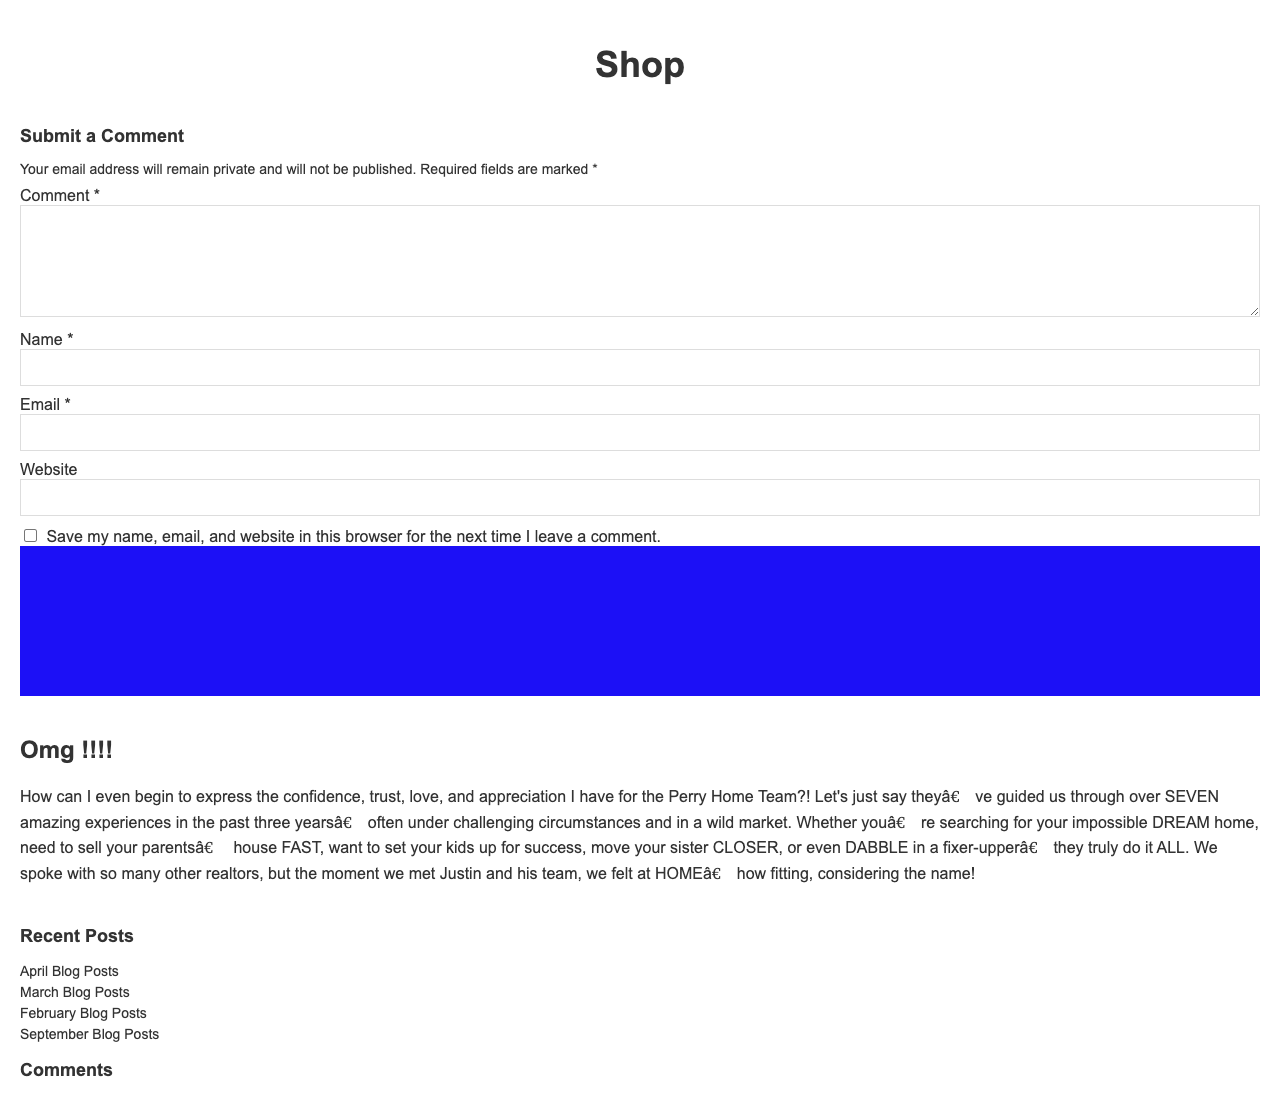 Shop
Submit a Comment
Your email address will remain private and will not be published. Required fields are marked *
Comment *
Name *
Email *
Website
Save my name, email, and website in this browser for the next time I leave a comment.
Omg !!!!
How can I even begin to express the confidence, trust, love, and appreciation I have for the Perry Home Team?! Let's just say theyâ€ ve guided us through over SEVEN
amazing experiences in the past three yearsâ€ often under challenging circumstances and in a wild market. Whether youâ€ re searching for your impossible DREAM home,
need to sell your parentsâ€ house FAST, want to set your kids up for success, move your sister CLOSER, or even DABBLE in a fixer-upperâ€ they truly do it ALL. We
spoke with so many other realtors, but the moment we met Justin and his team, we felt at HOMEâ€ how fitting, considering the name!
Recent Posts
April Blog Posts
March Blog Posts
February Blog Posts
September Blog Posts
Comments